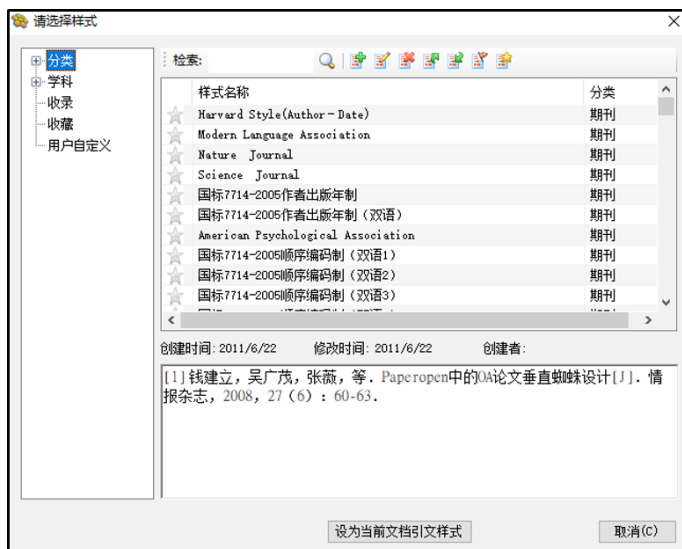 请选择样式
分类
学科
收录
收藏
用户自定义
检索:
样式名称 分类
Harvard Style(Author-Date) 期刊
Modern Language Association 期刊
Nature Journal 期刊
Science Journal 期刊
国标7714-2005作者出版年制 期刊
国标7714-2005作者出版年制(双语) 期刊
American Psychological Association 期刊
国标7714-2005顺序编码制(双语1) 期刊
国标7714-2005顺序编码制(双语2) 期刊
国标7714-2005顺序编码制(双语3) 期刊
创建时间: 2011/6/22 修改时间: 2011/6/22 创建者:
[1]钱建立, 吴广茂, 张薇, 等. Paperopen中的OA论文垂直蜘蛛设计[J]. 情
报杂志, 2008, 27(6): 60-63.
设为当前文档引文样式 取消(C)